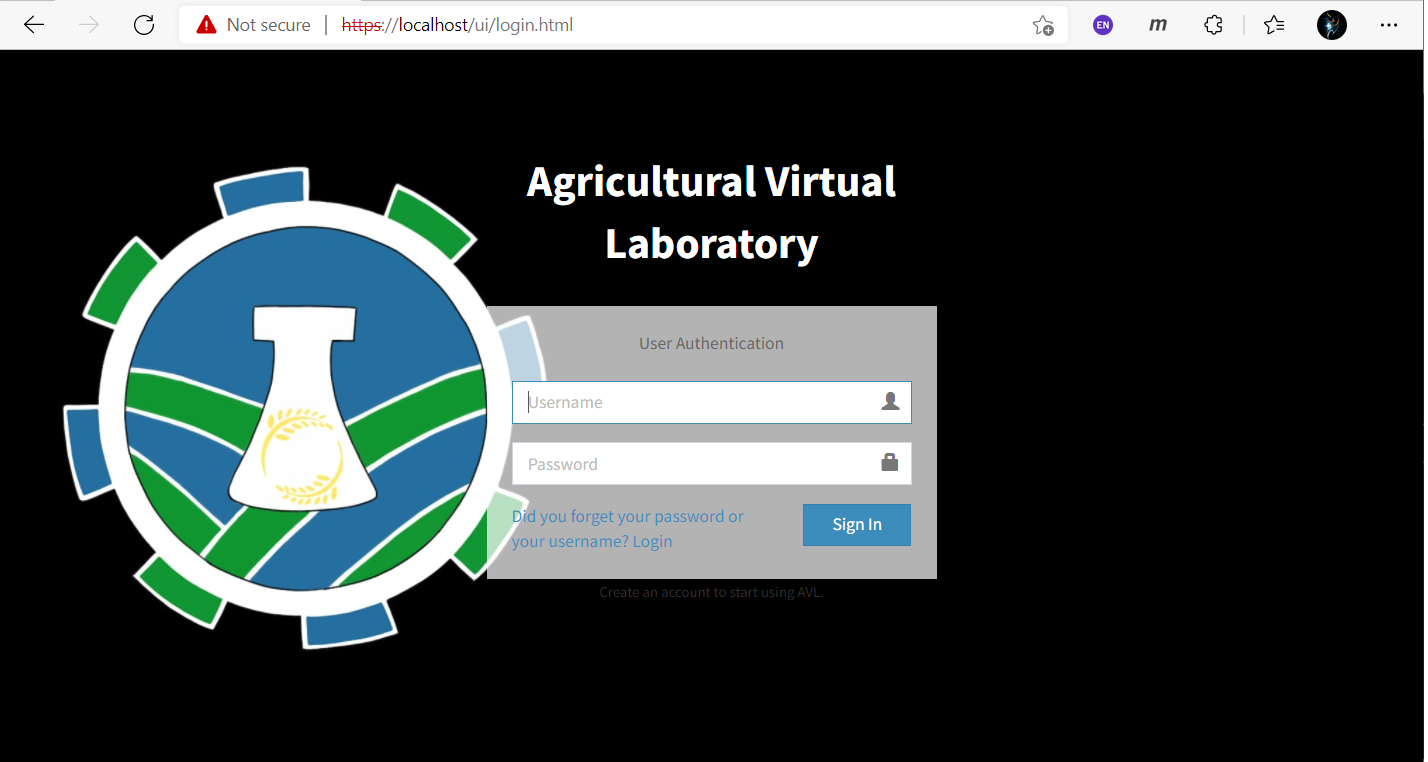 Not secure https://localhost/ui/login.html
EN
m
Agricultural Virtual
Laboratory
User Authentication
Username
Password
Did you forget your password or
your username? Login
Sign In
Create an account to start using AVL.